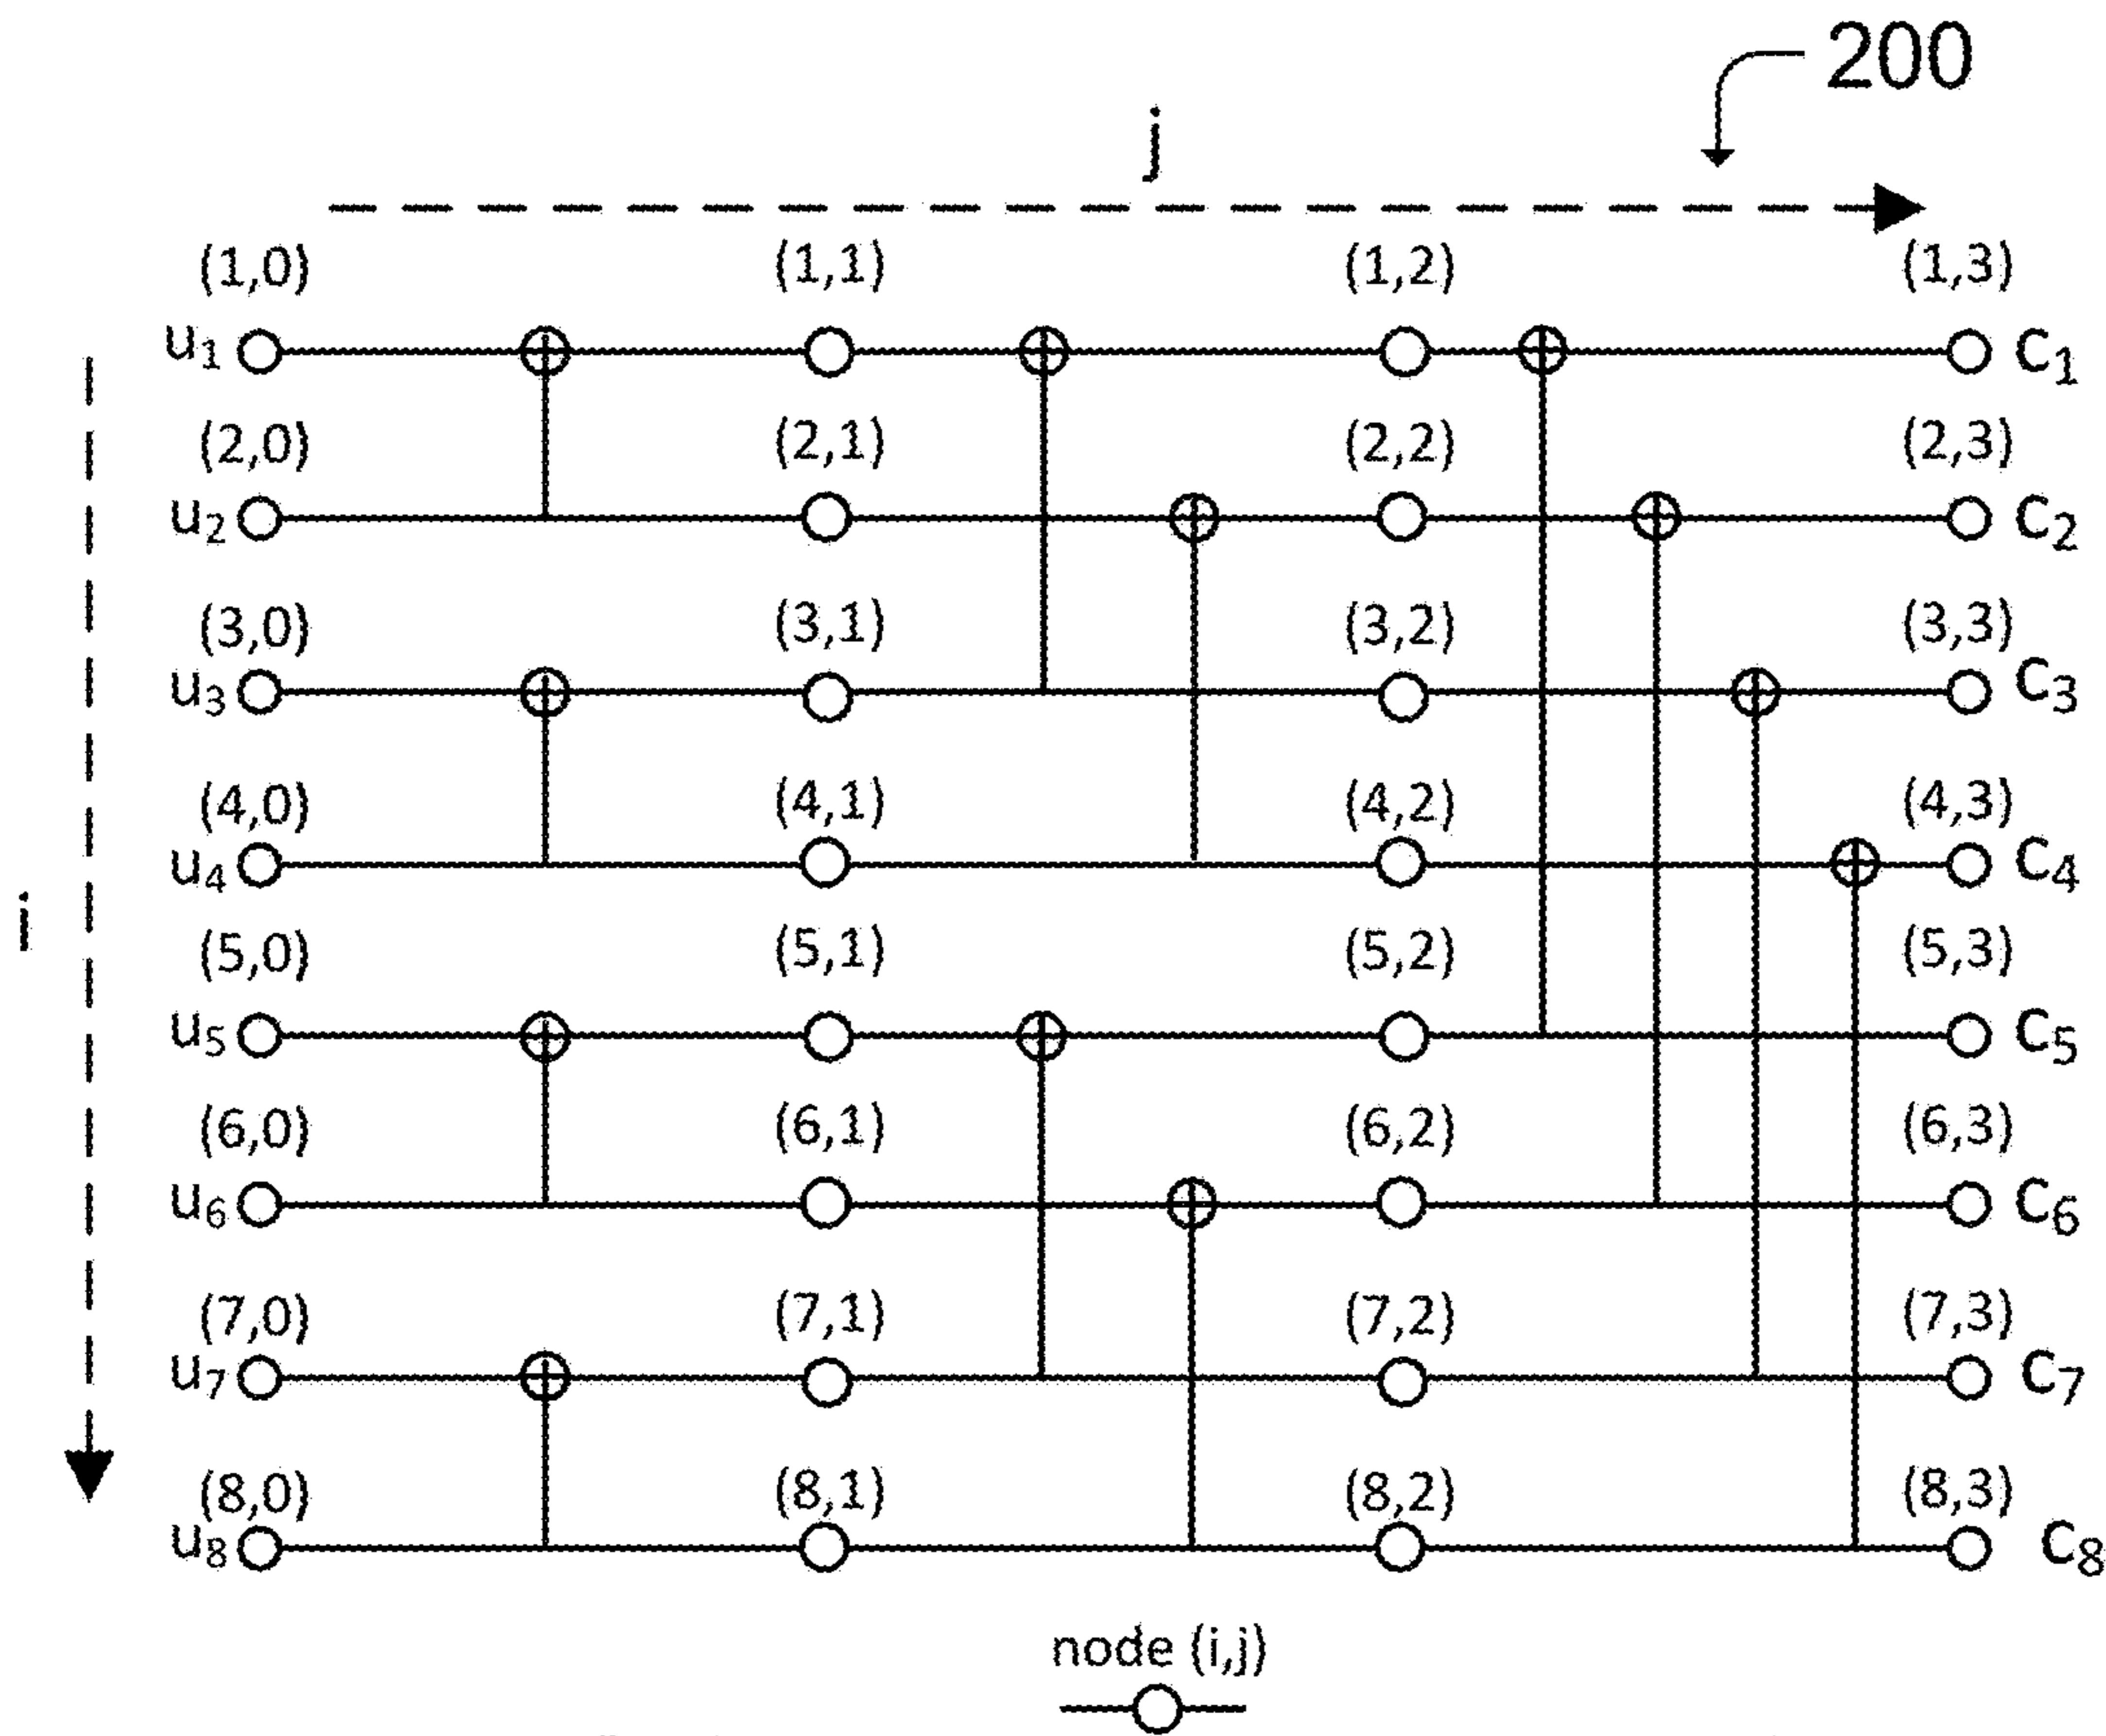 200
j
(1,0) (1,1) (1,2) (1,3)
u1 c1
(2,0) (2,1) (2,2) (2,3)
u2 c2
(3,0) (3,1) (3,2) (3,3)
u3 c3
(4,0) (4,1) (4,2) (4,3)
u4 c4
i
(5,0) (5,1) (5,2) (5,3)
u5 c5
(6,0) (6,1) (6,2) (6,3)
u6 c6
(7,0) (7,1) (7,2) (7,3)
u7 c7
(8,0) (8,1) (8,2) (8,3)
u8 c8
node (i,j)